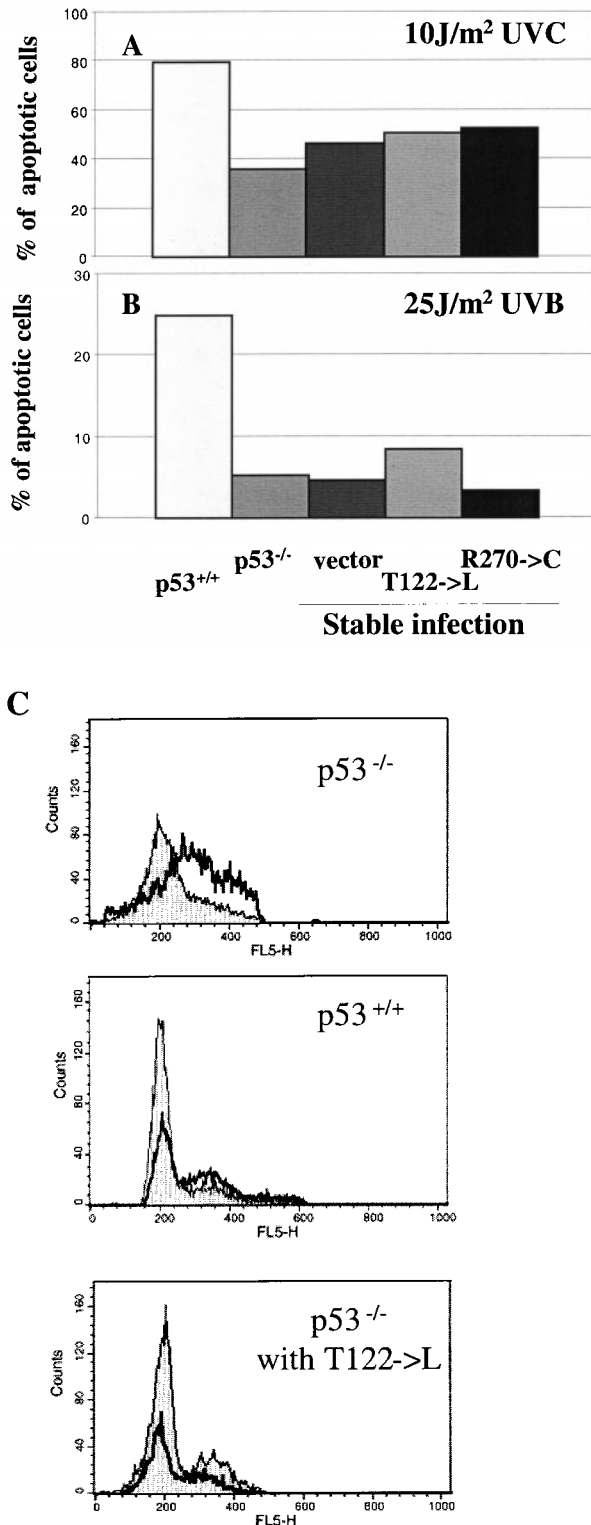 A
10J/m² UVC
% of apoptotic cells
100
80
60
40
20
0
B
25J/m² UVB
% of apoptotic cells
30
20
10
0
p53+/+
p53-/-
vector
T122->L
R270->C
Stable infection
C
p53 -/-
Counts
160
120
80
40
0
0 200 400 600 800 1000
FL5-H
p53 +/+
Counts
160
120
80
40
0
0 200 400 600 800 1000
FL5-H
p53 -/-
with T122->L
Counts
160
120
80
40
0
0 200 400 600 800 1000
FL5-H